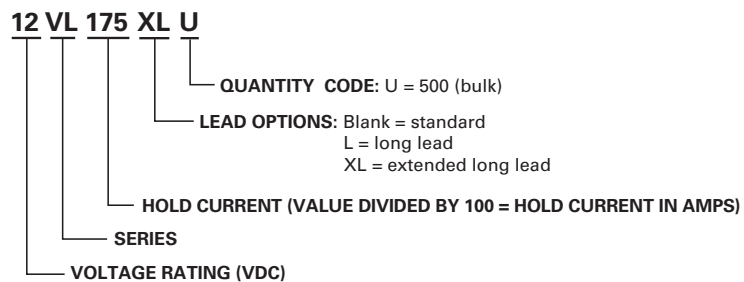 12 VL 175 XL U
QUANTITY CODE: U = 500 (bulk)
LEAD OPTIONS: Blank = standard
L = long lead
XL = extended long lead
HOLD CURRENT (VALUE DIVIDED BY 100 = HOLD CURRENT IN AMPS)
SERIES
VOLTAGE RATING (VDC)